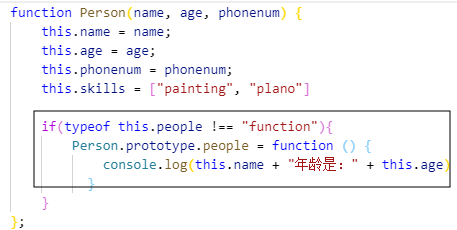 function Person(name, age, phonenum) {
    this.name = name;
    this.age = age;
    this.phonenum = phonenum;
    this.skills = ["painting", "plano"]
    if(typeof this.people !== "function"){
        Person.prototype.people = function () {
            console.log(this.name + "年龄是：" + this.age)
        }
    }
};